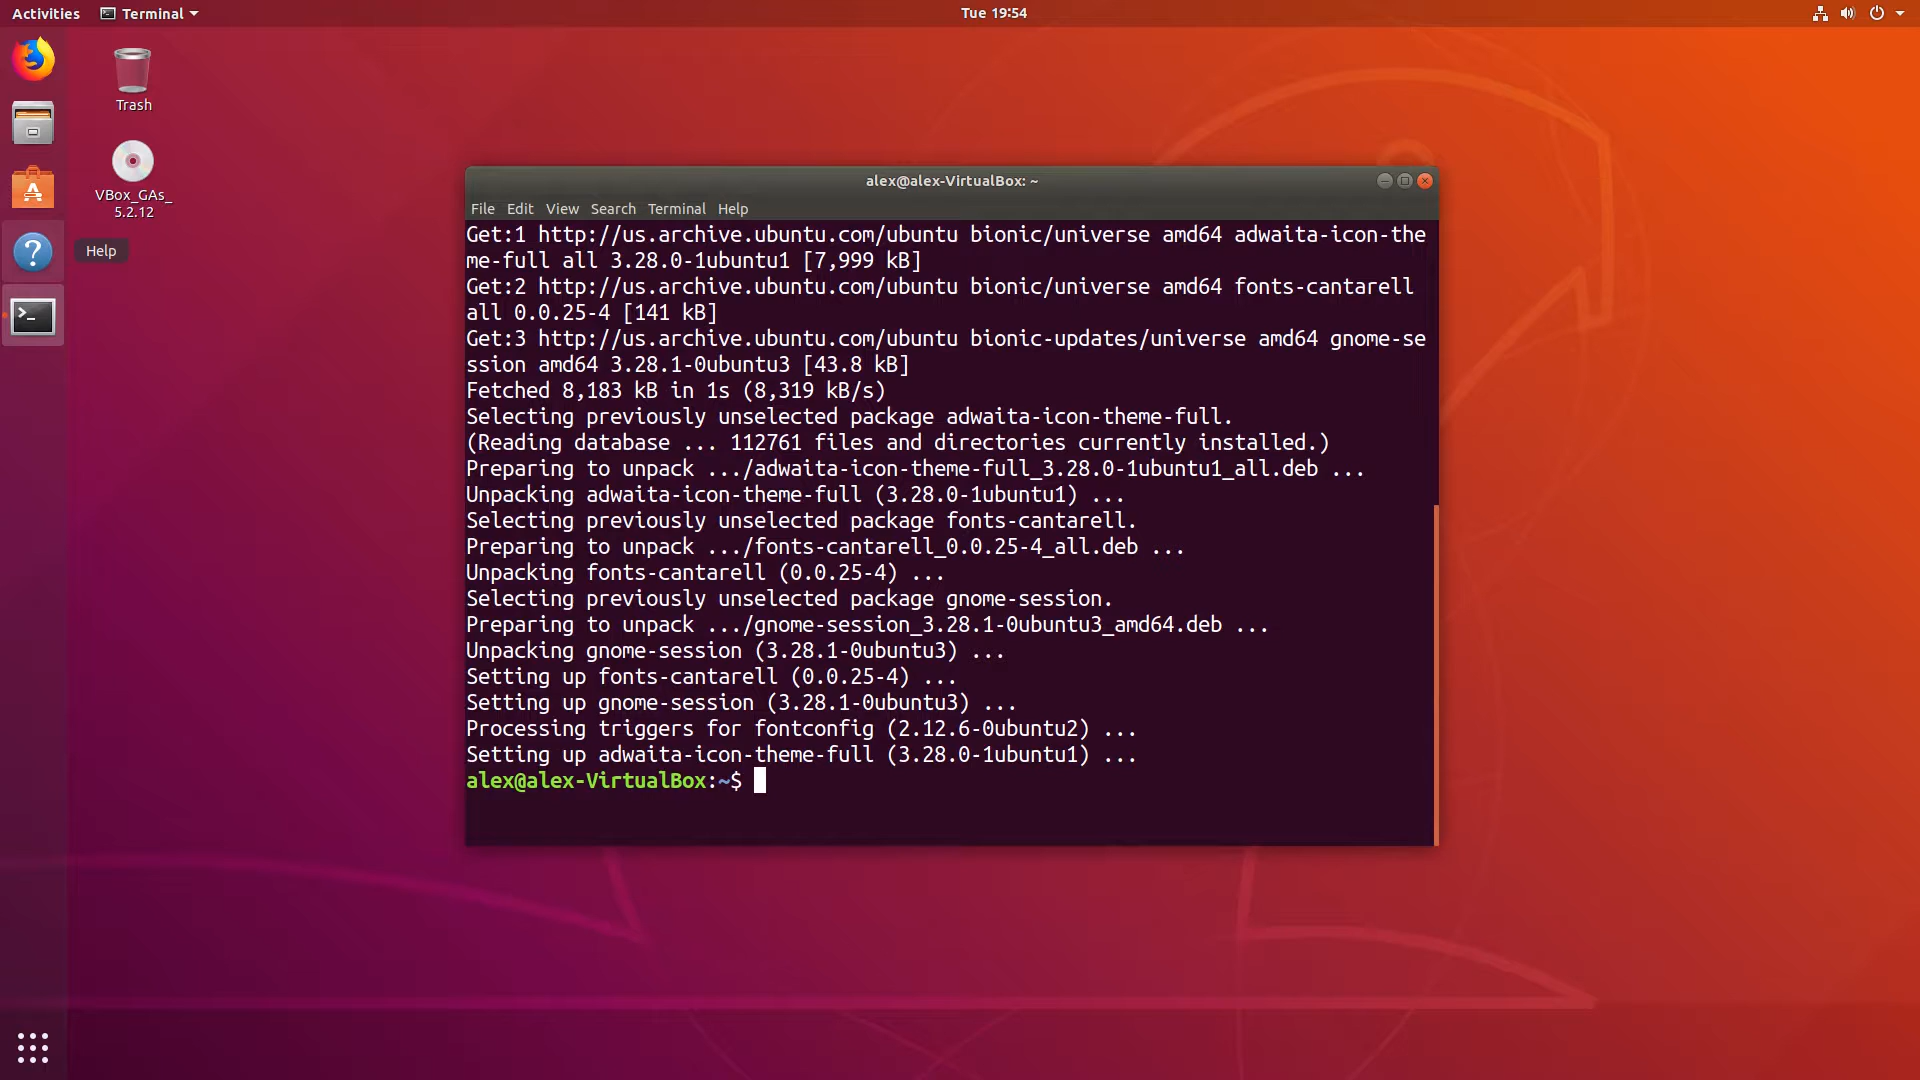 Activities
Terminal
Tue 19:54
Trash
VBox_GAs_
5.2.12
Help
alex@alex-VirtualBox: ~
File Edit View Search Terminal Help
Get:1 http://us.archive.ubuntu.com/ubuntu bionic/universe amd64 adwaita-icon-the
me-full all 3.28.0-1ubuntu1 [7,999 kB]
Get:2 http://us.archive.ubuntu.com/ubuntu bionic/universe amd64 fonts-cantarell
all 0.0.25-4 [141 kB]
Get:3 http://us.archive.ubuntu.com/ubuntu bionic-updates/universe amd64 gnome-se
ssion amd64 3.28.1-0ubuntu3 [43.8 kB]
Fetched 8,183 kB in 1s (8,319 kB/s)
Selecting previously unselected package adwaita-icon-theme-full.
(Reading database ... 112761 files and directories currently installed.)
Preparing to unpack .../adwaita-icon-theme-full_3.28.0-1ubuntu1_all.deb ...
Unpacking adwaita-icon-theme-full (3.28.0-1ubuntu1) ...
Selecting previously unselected package fonts-cantarell.
Preparing to unpack .../fonts-cantarell_0.0.25-4_all.deb ...
Unpacking fonts-cantarell (0.0.25-4) ...
Selecting previously unselected package gnome-session.
Preparing to unpack .../gnome-session_3.28.1-0ubuntu3_amd64.deb ...
Unpacking gnome-session (3.28.1-0ubuntu3) ...
Setting up fonts-cantarell (0.0.25-4) ...
Setting up gnome-session (3.28.1-0ubuntu3) ...
Processing triggers for fontconfig (2.12.6-0ubuntu2) ...
Setting up adwaita-icon-theme-full (3.28.0-1ubuntu1) ...
alex@alex-VirtualBox:~$